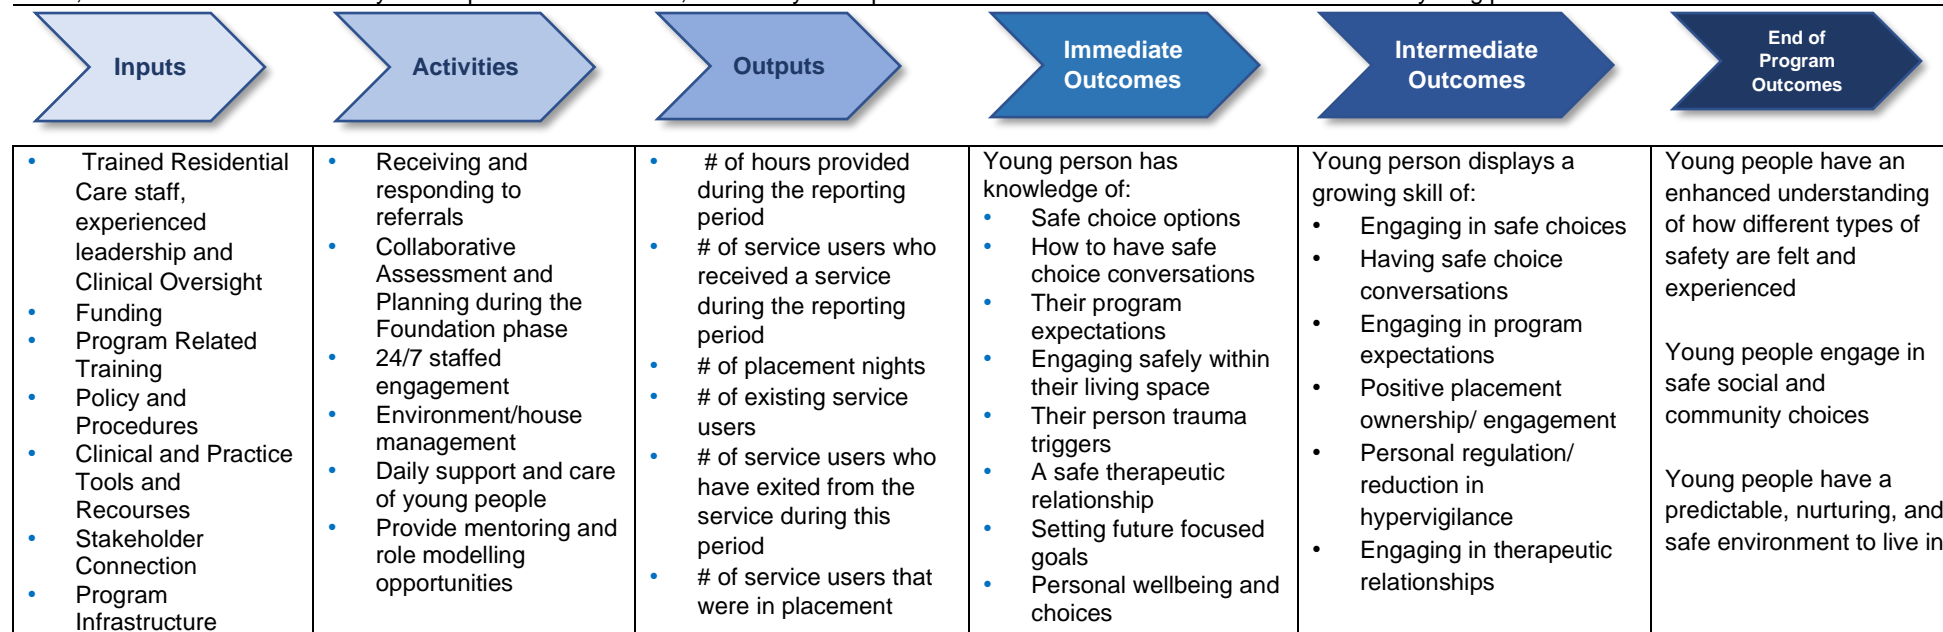 Inputs
Activities
Outputs
Immediate
Outcomes
Intermediate
Outcomes
End of
Program
Outcomes
• Trained Residential
Care staff,
experienced
leadership and
Clinical Oversight
• Funding
• Program Related
Training
• Policy and
Procedures
• Clinical and Practice
Tools and
Recourses
• Stakeholder
Connection
• Program
Infrastructure
• Receiving and
responding to
referrals
• Collaborative
Assessment and
Planning during the
Foundation phase
• 24/7 staffed
engagement
• Environment/house
management
• Daily support and care
of young people
• Provide mentoring and
role modelling
opportunities
• # of hours provided
during the reporting
period
• # of service users who
received a service
during the reporting
period
• # of placement nights
• # of existing service
users
• # of service users who
have exited from the
service during this
period
• # of service users that
were in placement
Young person has
knowledge of:
• Safe choice options
• How to have safe
choice conversations
• Their program
expectations
• Engaging safely within
their living space
• Their person trauma
triggers
• A safe therapeutic
relationship
• Setting future focused
goals
• Personal wellbeing and
choices
Young person displays a
growing skill of:
• Engaging in safe choices
• Having safe choice
conversations
• Engaging in program
expectations
• Positive placement
ownership/ engagement
• Personal regulation/
reduction in
hypervigilance
• Engaging in therapeutic
relationships
Young people have an
enhanced understanding
of how different types of
safety are felt and
experienced
Young people engage in
safe social and
community choices
Young people have a
predictable, nurturing, and
safe environment to live in